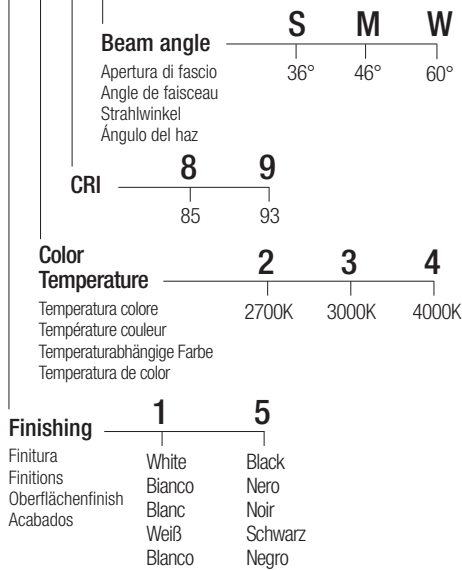 S M W
Beam angle
36° 46° 60°
Apertura di fascio
Angle de faisceau
Strahlwinkel
Ángulo del haz
8 9
CRI
85 93
Color
Temperature
2 3 4
2700K 3000K 4000K
Temperatura colore
Température couleur
Temperaturabhängige Farbe
Temperatura de color
1 5
Finishing
Finitura
Finitions
Oberflächenfinish
Acabados
White Black
Bianco Nero
Blanc Noir
Weiß Schwarz
Blanco Negro